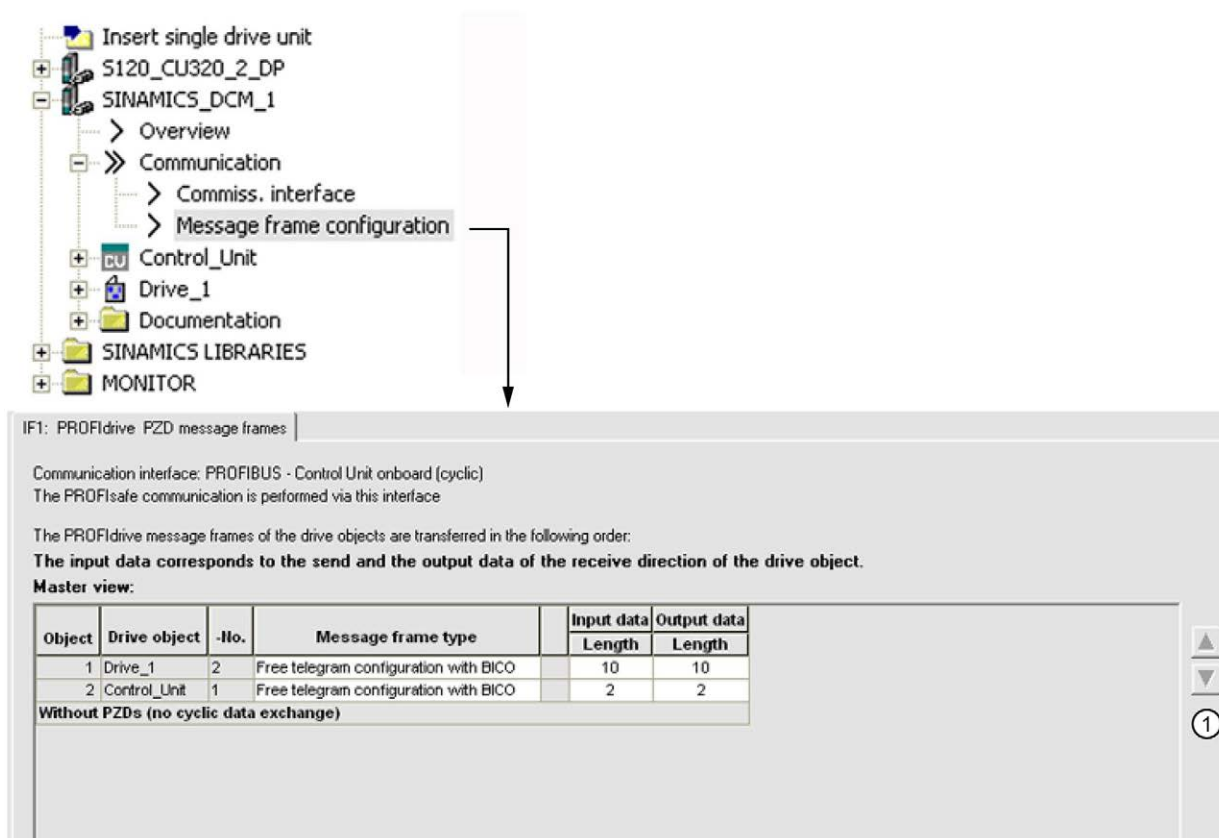 Insert single drive unit
S120_CU320_2_DP
SINAMICS_DCM_1
Overview
Communication
Commiss. interface
Message frame configuration
CU Control_Unit
Drive_1
Documentation
SINAMICS LIBRARIES
MONITOR
IF1: PROFIdrive PZD message frames
Communication interface: PROFIBUS - Control Unit onboard (cyclic)
The PROFIsafe communication is performed via this interface
The PROFIdrive message frames of the drive objects are transferred in the following order:
The input data corresponds to the send and the output data of the receive direction of the drive object.
Master view:
Object Drive object -No. Message frame type Input data Output data
Length Length
1 Drive_1 2 Free telegram configuration with BICO 10 10
2 Control_Unit 1 Free telegram configuration with BICO 2 2
Without PZDs (no cyclic data exchange)
1